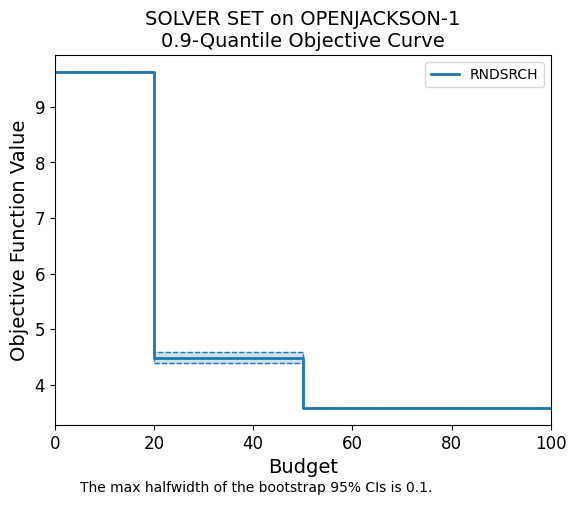 SOLVER SET on OPENJACKSON-1
0.9-Quantile Objective Curve
RNDSRCH
Objective Function Value
9
8
7
6
5
4
0 20 40 60 80 100
Budget
The max halfwidth of the bootstrap 95% CIs is 0.1.